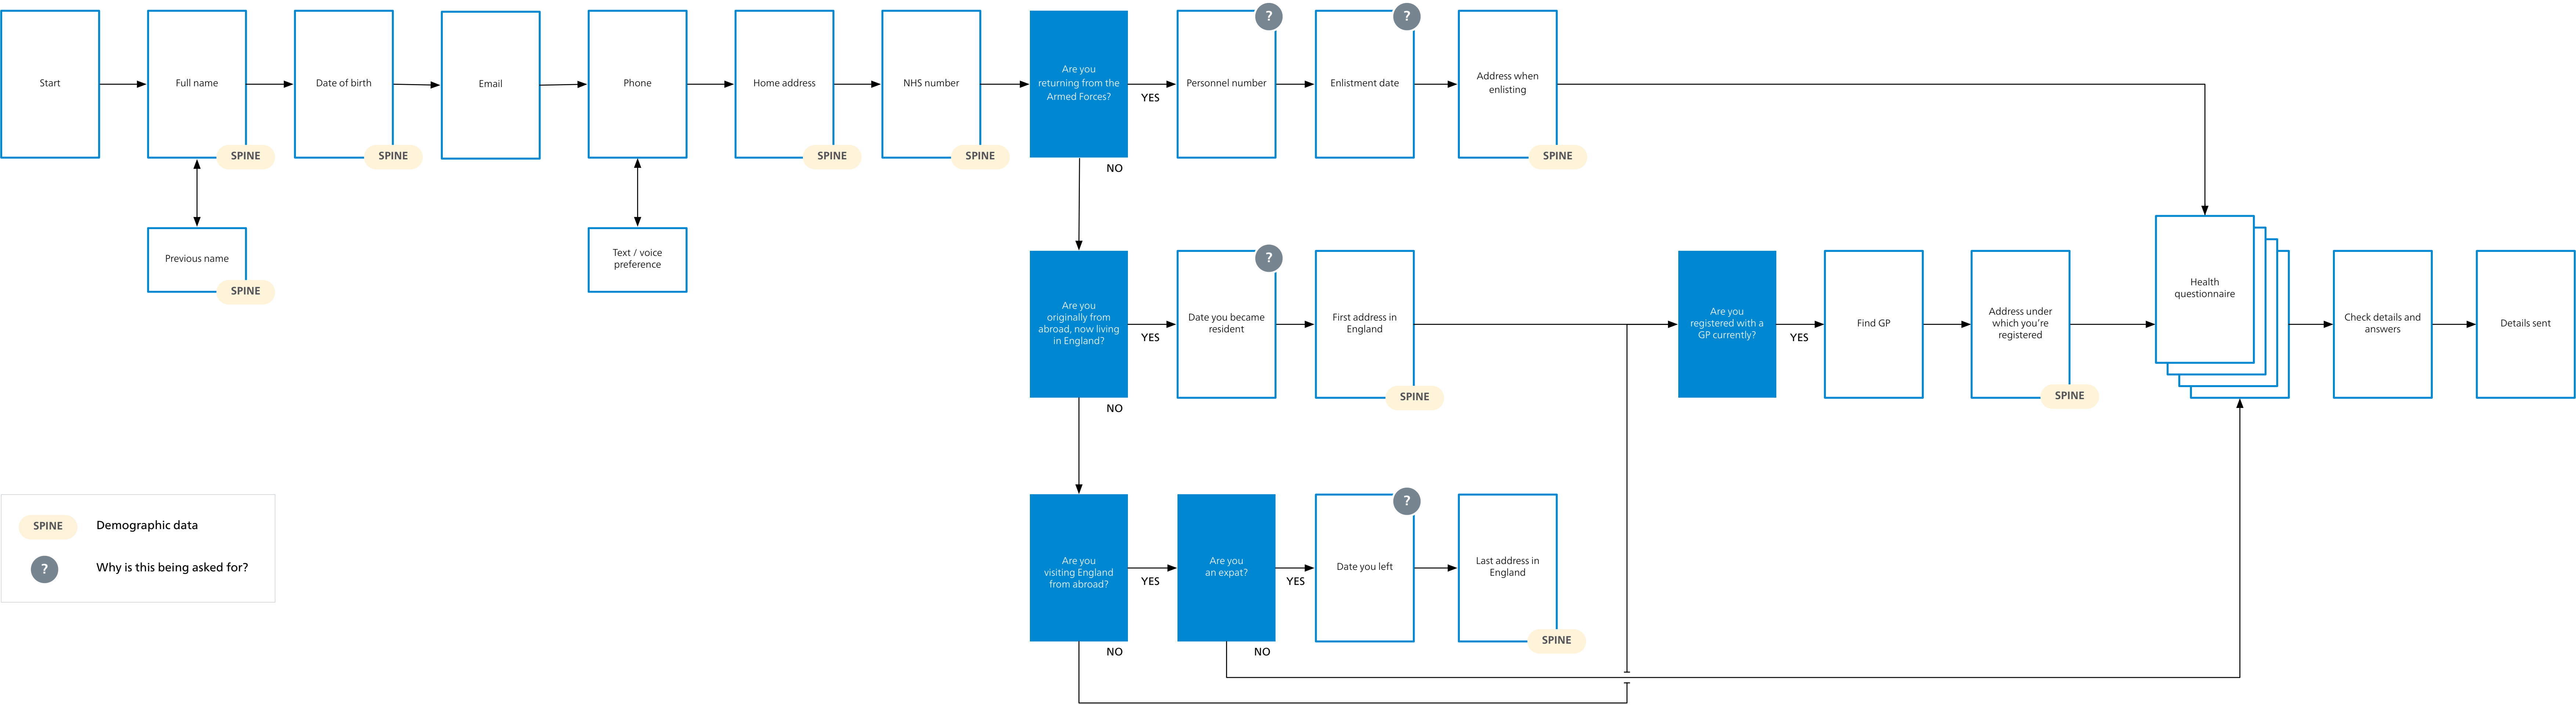 Start
Full name
SPINE
Previous name
SPINE
Date of birth
SPINE
Email
Phone
Text / voice
preference
Home address
SPINE
NHS number
SPINE
Are you
returning from the
Armed Forces?
YES
NO
?
Personnel number
?
Enlistment date
Address when
enlisting
SPINE
Are you
originally from
abroad, now living
in England?
YES
NO
?
Date you became
resident
First address in
England
SPINE
Are you
registered with a
GP currently?
YES
Find GP
Address under
which you’re
registered
SPINE
Health
questionnaire
Check details and
answers
Details sent
Are you
visiting England
from abroad?
YES
NO
Are you
an expat?
YES
NO
?
Date you left
Last address in
England
SPINE
SPINE Demographic data
? Why is this being asked for?